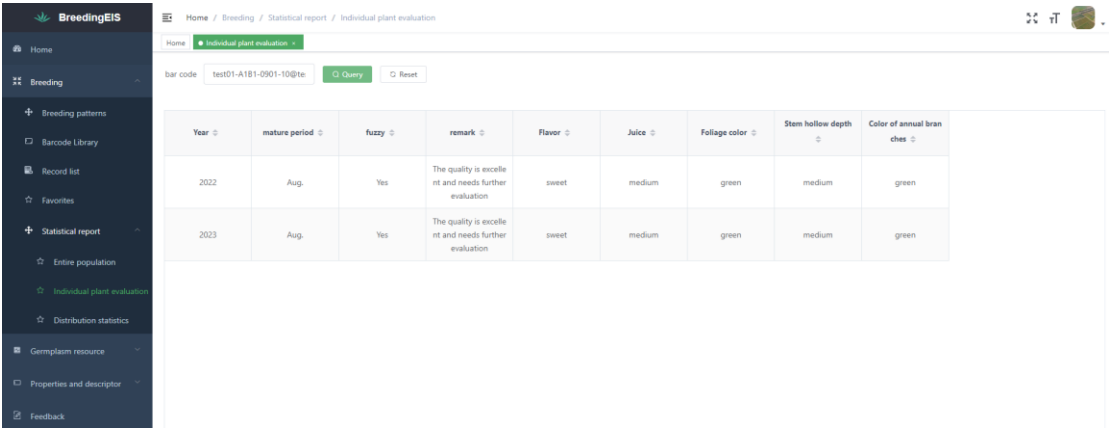 BreedingEIS
Home / Breeding / Statistical report / Individual plant evaluation
Home
Individual plant evaluation ×
Home
Breeding
Breeding patterns
Barcode Library
Record list
Favorites
Statistical report
Entire population
Individual plant evaluation
Distribution statistics
Germplasm resource
Properties and descriptor
Feedback
bar code test01-A1B1-0901-10@te Query Reset
Year mature period fuzzy remark Flavor Juice Foliage color Stem hollow depth Color of annual bran
ches
2022 Aug. Yes The quality is excelle
nt and needs further
evaluation sweet medium green medium green
2023 Aug. Yes The quality is excelle
nt and needs further
evaluation sweet medium green medium green